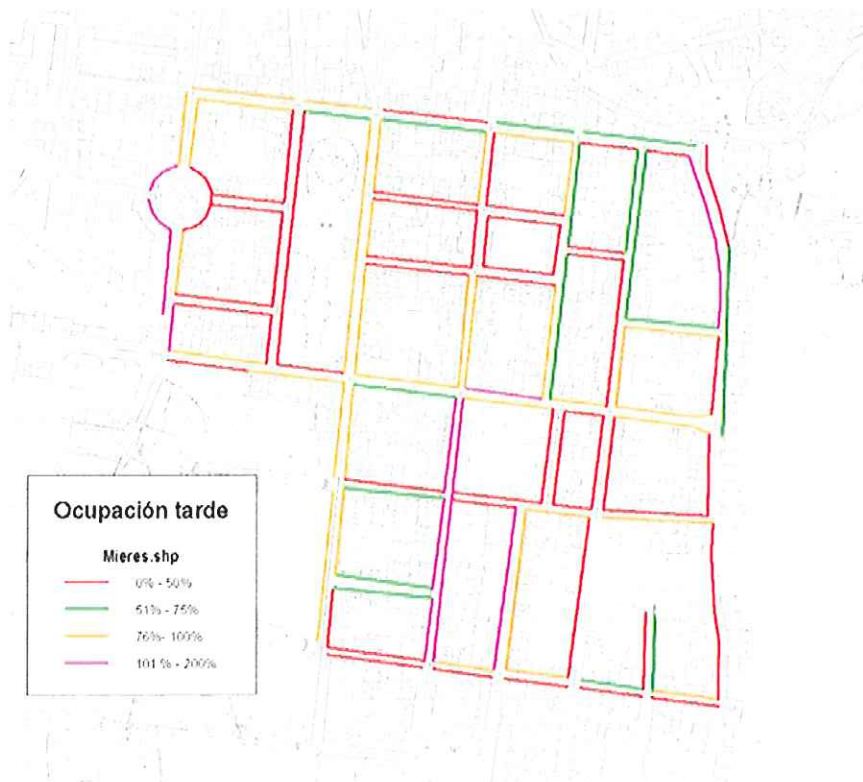 Ocupación tarde
Mieres.shp
0% - 50%
51% - 75%
76% - 100%
101 % - 200%